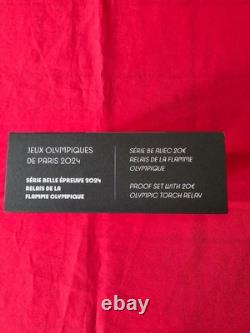 JEUX OLYMPIQUES
DE PARIS 2024
SÉRIE BELLE ÉPREUVE 2024
RELAIS DE LA
FLAMME OLYMPIQUE
SÉRIE BE AVEC 20€
RELAIS DE LA FLAMME
OLYMPIQUE
PROOF SET WITH 20€
OLYMPIC TORCH RELAY
ebay